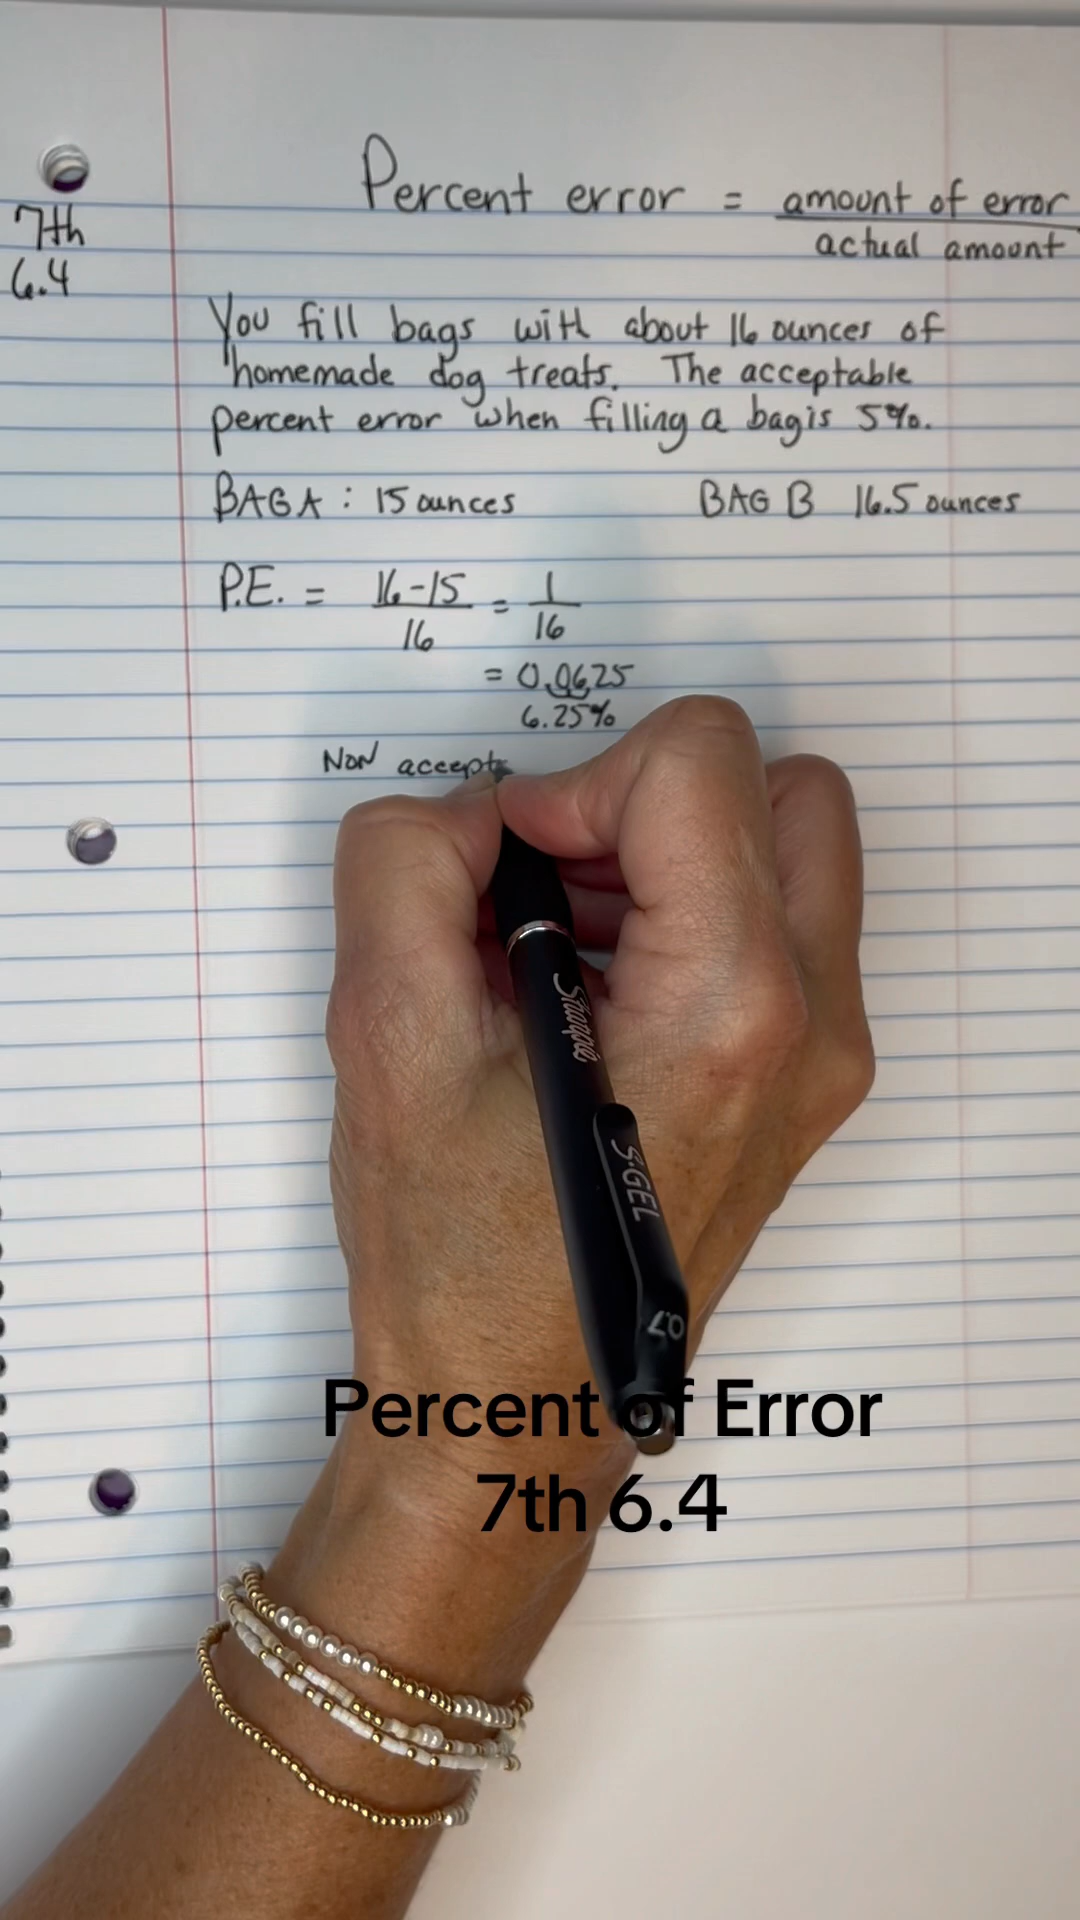 7th
6.4
Percent error = amount of error
actual amount
You fill bags with about 16 ounces of
homemade dog treats. The acceptable
percent error when filling a bag is 5%.
BAG A : 15 ounces
BAG B 16.5 ounces
P.E. = 16-15 = 1
16 16
= 0.0625
6.25%
Non accept
Sharpie
S·GEL
0.7
Percent of Error
7th 6.4